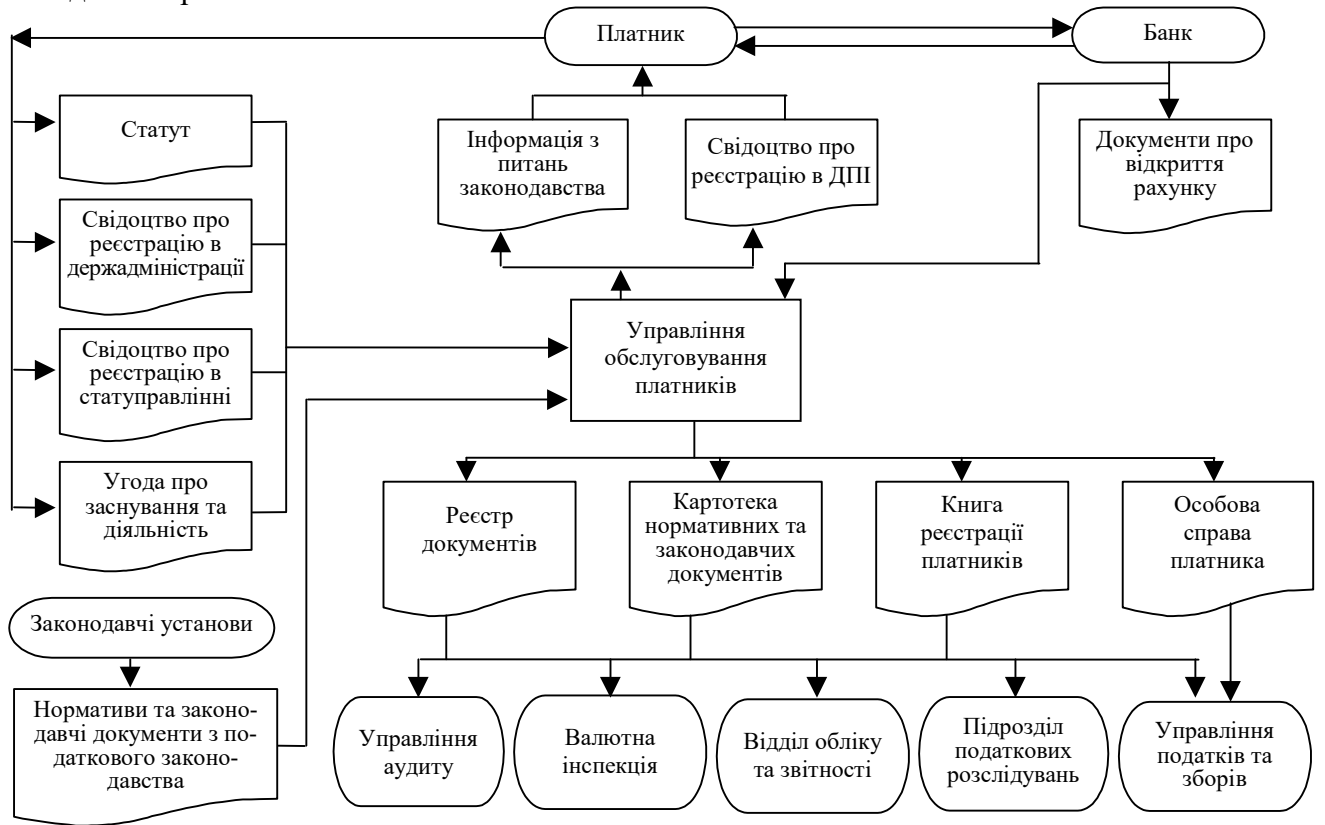 Платник
Банк
Статут
Інформація з
питань
законодавства
Свідоцтво про
реєстрацію в ДПІ
Документи про
відкриття
рахунку
Свідоцтво про
реєстрацію в
держадміністрації
Свідоцтво про
реєстрацію в
статуправлінні
Управління
обслуговування
платників
Угода про
заснування та
діяльність
Реєстр
документів
Картотека
нормативних та
законодавчих
документів
Книга
реєстрації
платників
Особова
справа
платника
Законодавчі установи
Нормативи та законо-
давчі документи з по-
даткового законо-
давства
Управління
аудиту
Валютна
інспекція
Відділ обліку
та звітності
Підрозділ
податкових
розслідувань
Управління
податків та
зборів